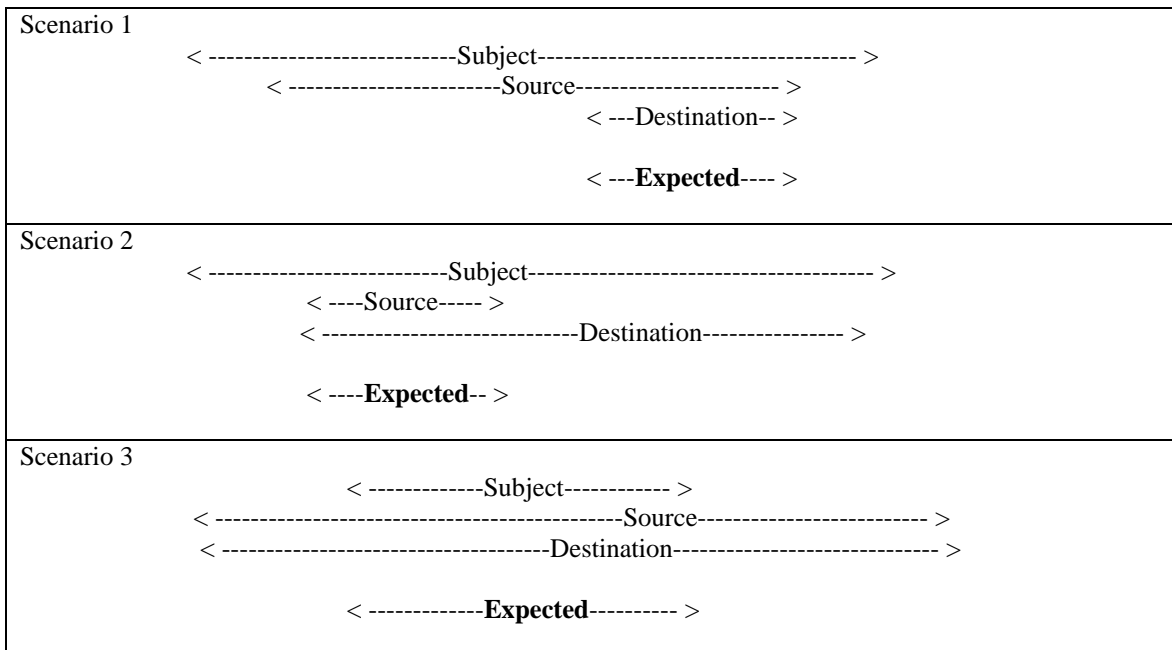 Scenario 1
< ----------------------------Subject------------------------------------ >
< ------------------------Source----------------------- >
< ---Destination-- >
< ---Expected---- >
Scenario 2
< ---------------------------Subject--------------------------------------- >
< ----Source----- >
< -----------------------------Destination---------------- >
< ----Expected-- >
Scenario 3
< -------------Subject------------ >
< ----------------------------------------------Source-------------------------- >
< -------------------------------------Destination------------------------------ >
< -------------Expected---------- >